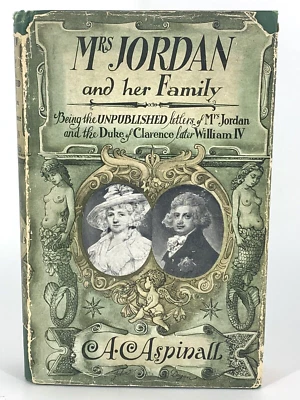 Mrs JORDAN
and her Family
Being the UNPUBLISHED letters of Mrs Jordan
and the Duke of Clarence later William IV
A. Aspinall